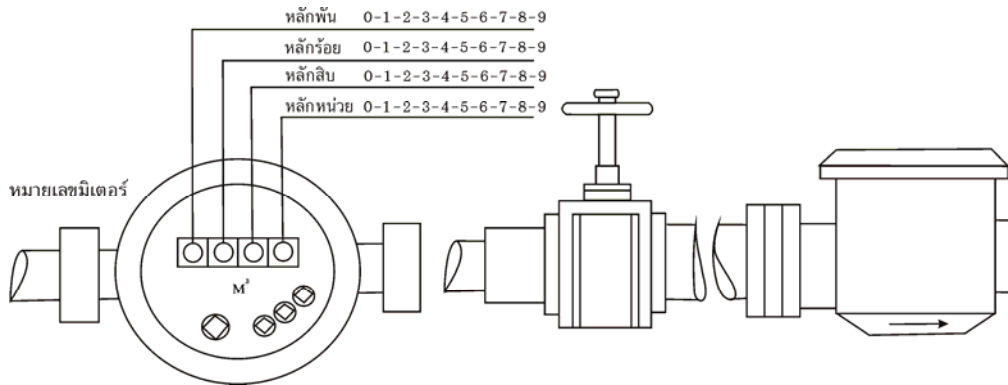 หลักพัน 0-1-2-3-4-5-6-7-8-9
หลักร้อย 0-1-2-3-4-5-6-7-8-9
หลักสิบ 0-1-2-3-4-5-6-7-8-9
หลักหน่วย 0-1-2-3-4-5-6-7-8-9
หมายเลขมิเตอร์
M³